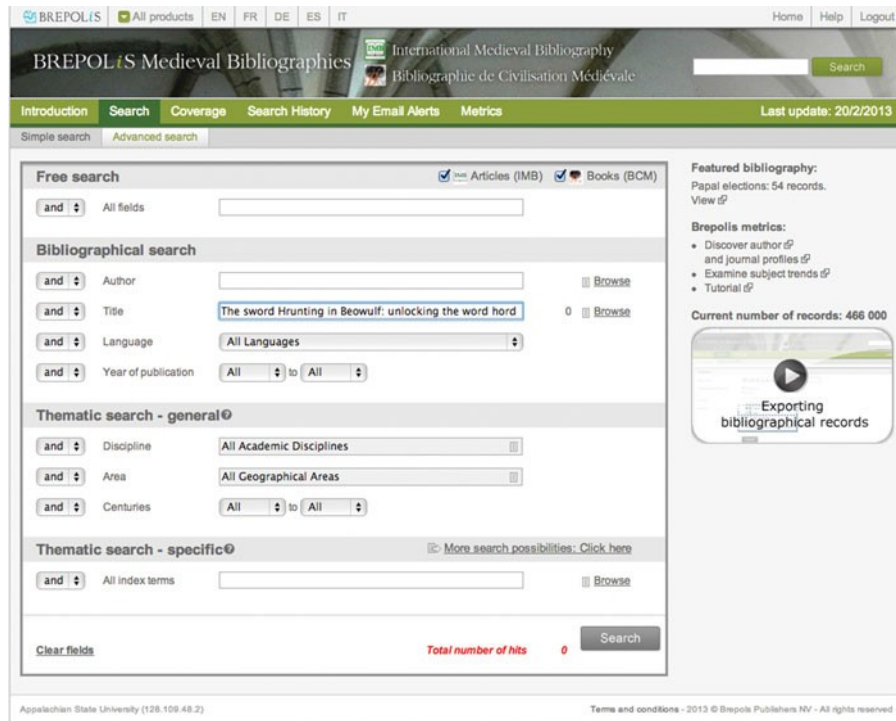 BREPOLiS All products EN FR DE ES IT Home Help Logout
BREPOLiS Medieval Bibliographies
IMB International Medieval Bibliography
Bibliographie de Civilisation Médiévale
Search
Introduction Search Coverage Search History My Email Alerts Metrics Last update: 20/2/2013
Simple search Advanced search
Free search IMB Articles (IMB) Books (BCM)
and All fields
Bibliographical search
and Author Browse
and Title The sword Hrunting in Beowulf: unlocking the word hord 0 Browse
and Language All Languages
and Year of publication All to All
Thematic search - general?
and Discipline All Academic Disciplines
and Area All Geographical Areas
and Centuries All to All
Thematic search - specific? More search possibilities: Click here
and All index terms Browse
Clear fields Total number of hits 0 Search
Featured bibliography:
Papal elections: 54 records.
View
Brepolis metrics:
• Discover author
and journal profiles
• Examine subject trends
• Tutorial
Current number of records: 466 000
Exporting
bibliographical records
Appalachian State University (128.109.48.2) Terms and conditions - 2013 © Brepols Publishers NV - All rights reserved